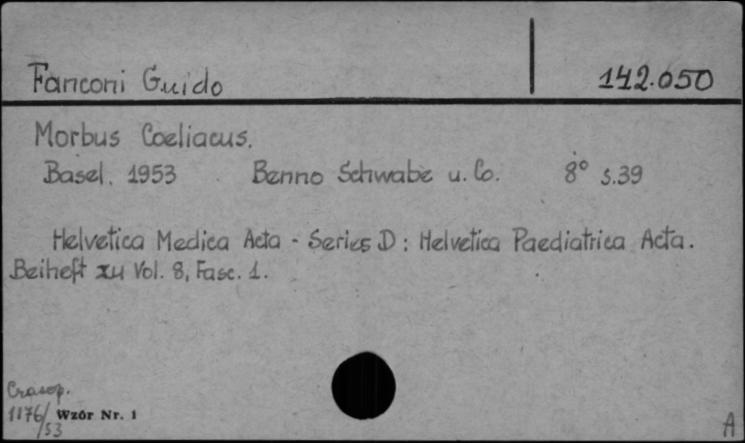 Fanconi Guido 142.050
Morbus Coeliacus.
Basel. 1953 Benno Schwabe u. Co. 8° s.39
Helvetica Medica Acta - Series D: Helvetica Paediatrica Acta.
Beiheft zu Vol. 8, Fasc. 1.
Czasop.
1176/53 Wzór Nr. 1
A